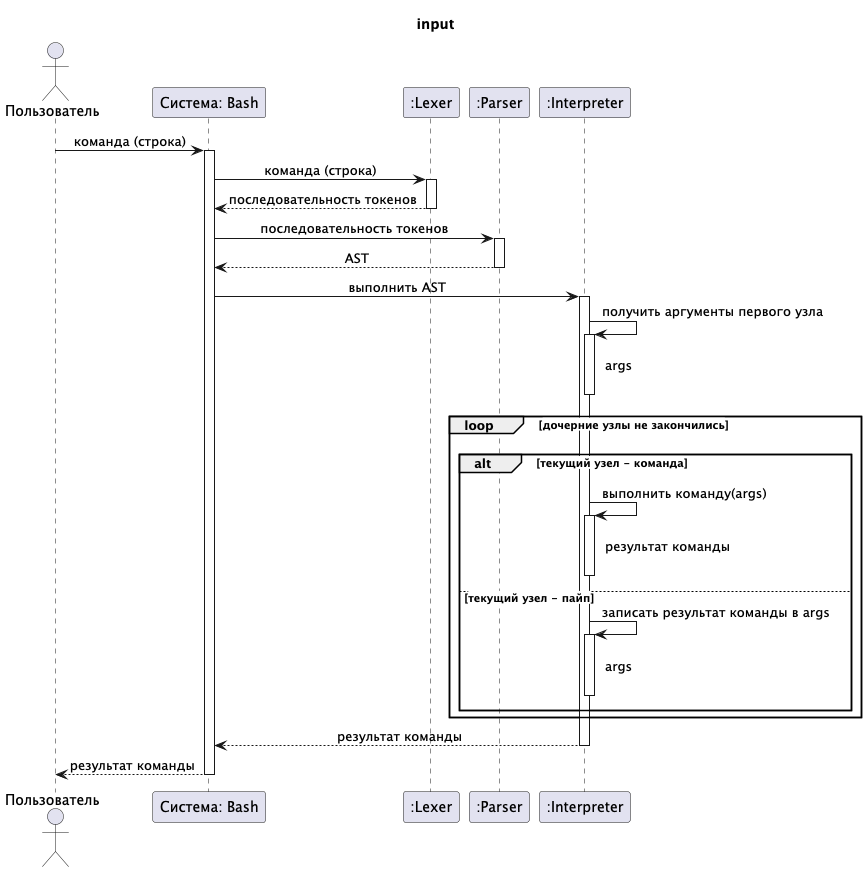 input
Пользователь
Система: Bash
:Lexer
:Parser
:Interpreter
команда (строка)
команда (строка)
последовательность токенов
последовательность токенов
AST
выполнить AST
получить аргументы первого узла
args
loop
[дочерние узлы не закончились]
alt
[текущий узел - команда]
выполнить команду(args)
результат команды
[текущий узел - пайп]
записать результат команды в args
args
результат команды
результат команды
Пользователь
Система: Bash
:Lexer
:Parser
:Interpreter